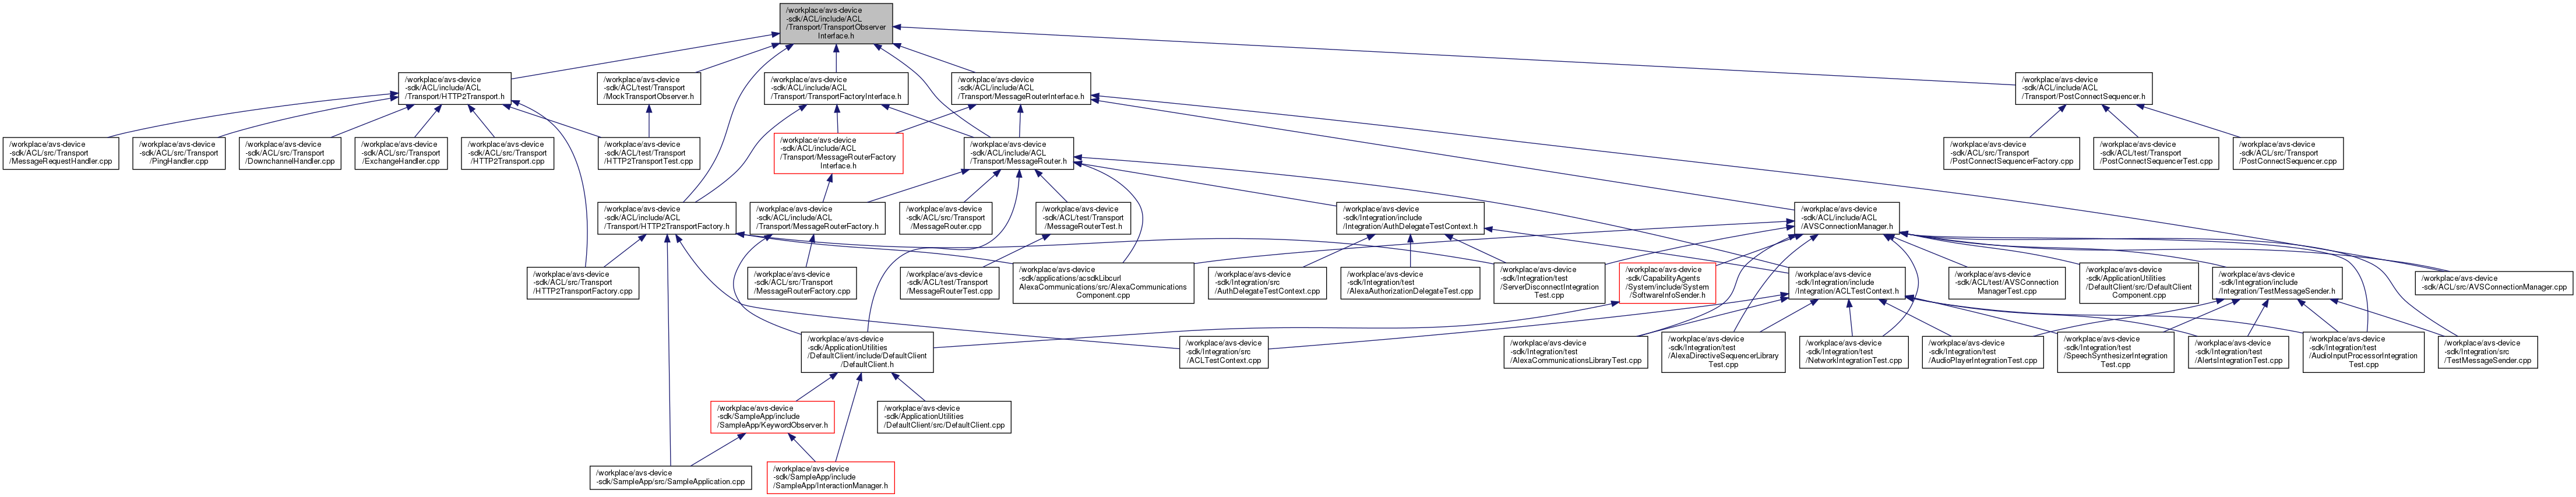 /workplace/avs-device
-sdk/ACL/include/ACL
/Transport/TransportObserver
Interface.h
/workplace/avs-device
-sdk/ACL/include/ACL
/Transport/HTTP2Transport.h
/workplace/avs-device
-sdk/ACL/test/Transport
/MockTransportObserver.h
/workplace/avs-device
-sdk/ACL/include/ACL
/Transport/TransportFactoryInterface.h
/workplace/avs-device
-sdk/ACL/include/ACL
/Transport/MessageRouterInterface.h
/workplace/avs-device
-sdk/ACL/include/ACL
/Transport/PostConnectSequencer.h
/workplace/avs-device
-sdk/ACL/src/Transport
/MessageRequestHandler.cpp
/workplace/avs-device
-sdk/ACL/src/Transport
/PingHandler.cpp
/workplace/avs-device
-sdk/ACL/src/Transport
/DownchannelHandler.cpp
/workplace/avs-device
-sdk/ACL/src/Transport
/ExchangeHandler.cpp
/workplace/avs-device
-sdk/ACL/src/Transport
/HTTP2Transport.cpp
/workplace/avs-device
-sdk/ACL/test/Transport
/HTTP2TransportTest.cpp
/workplace/avs-device
-sdk/ACL/include/ACL
/Transport/MessageRouterFactory
Interface.h
/workplace/avs-device
-sdk/ACL/include/ACL
/Transport/MessageRouter.h
/workplace/avs-device
-sdk/ACL/src/Transport
/PostConnectSequencerFactory.cpp
/workplace/avs-device
-sdk/ACL/test/Transport
/PostConnectSequencerTest.cpp
/workplace/avs-device
-sdk/ACL/src/Transport
/PostConnectSequencer.cpp
/workplace/avs-device
-sdk/ACL/include/ACL
/Transport/HTTP2TransportFactory.h
/workplace/avs-device
-sdk/ACL/include/ACL
/Transport/MessageRouterFactory.h
/workplace/avs-device
-sdk/ACL/src/Transport
/MessageRouter.cpp
/workplace/avs-device
-sdk/ACL/test/Transport
/MessageRouterTest.h
/workplace/avs-device
-sdk/Integration/include
/Integration/AuthDelegateTestContext.h
/workplace/avs-device
-sdk/ACL/include/ACL
/AVSConnectionManager.h
/workplace/avs-device
-sdk/ACL/src/Transport
/HTTP2TransportFactory.cpp
/workplace/avs-device
-sdk/ACL/src/Transport
/MessageRouterFactory.cpp
/workplace/avs-device
-sdk/ACL/test/Transport
/MessageRouterTest.cpp
/workplace/avs-device
-sdk/applications/acsdkLibcurl
AlexaCommunications/src/AlexaCommunications
Component.cpp
/workplace/avs-device
-sdk/Integration/src
/AuthDelegateTestContext.cpp
/workplace/avs-device
-sdk/Integration/test
/AlexaAuthorizationDelegateTest.cpp
/workplace/avs-device
-sdk/Integration/test
/ServerDisconnectIntegration
Test.cpp
/workplace/avs-device
-sdk/CapabilityAgents
/System/include/System
/SoftwareInfoSender.h
/workplace/avs-device
-sdk/Integration/include
/Integration/ACLTestContext.h
/workplace/avs-device
-sdk/ACL/test/AVSConnection
ManagerTest.cpp
/workplace/avs-device
-sdk/ApplicationUtilities
/DefaultClient/src/DefaultClient
Component.cpp
/workplace/avs-device
-sdk/Integration/include
/Integration/TestMessageSender.h
/workplace/avs-device
-sdk/ACL/src/AVSConnectionManager.cpp
/workplace/avs-device
-sdk/ApplicationUtilities
/DefaultClient/include/DefaultClient
/DefaultClient.h
/workplace/avs-device
-sdk/Integration/src
/ACLTestContext.cpp
/workplace/avs-device
-sdk/Integration/test
/AlexaCommunicationsLibraryTest.cpp
/workplace/avs-device
-sdk/Integration/test
/AlexaDirectiveSequencerLibrary
Test.cpp
/workplace/avs-device
-sdk/Integration/test
/NetworkIntegrationTest.cpp
/workplace/avs-device
-sdk/Integration/test
/AudioPlayerIntegrationTest.cpp
/workplace/avs-device
-sdk/Integration/test
/SpeechSynthesizerIntegration
Test.cpp
/workplace/avs-device
-sdk/Integration/test
/AlertsIntegrationTest.cpp
/workplace/avs-device
-sdk/Integration/test
/AudioInputProcessorIntegration
Test.cpp
/workplace/avs-device
-sdk/Integration/src
/TestMessageSender.cpp
/workplace/avs-device
-sdk/SampleApp/include
/SampleApp/KeywordObserver.h
/workplace/avs-device
-sdk/ApplicationUtilities
/DefaultClient/src/DefaultClient.cpp
/workplace/avs-device
-sdk/SampleApp/src/SampleApplication.cpp
/workplace/avs-device
-sdk/SampleApp/include
/SampleApp/InteractionManager.h